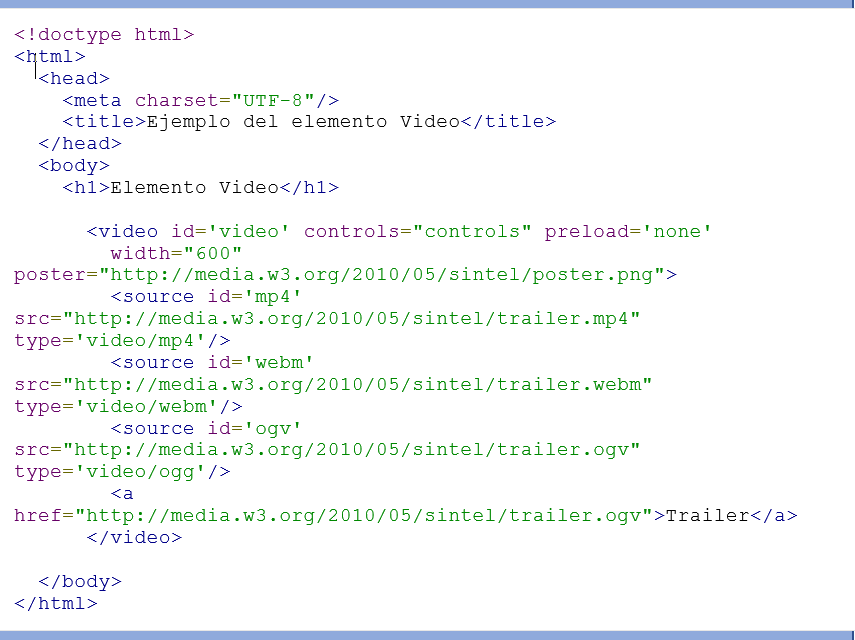 <!doctype html>
<html>
<head>
<meta charset="UTF-8"/>
<title>Ejemplo del elemento Video</title>
</head>
<body>
<h1>Elemento Video</h1>
<video id='video' controls="controls" preload='none'
width="600"
poster="http://media.w3.org/2010/05/sintel/poster.png">
<source id='mp4'
src="http://media.w3.org/2010/05/sintel/trailer.mp4"
type='video/mp4'/>
<source id='webm'
src="http://media.w3.org/2010/05/sintel/trailer.webm"
type='video/webm'/>
<source id='ogv'
src="http://media.w3.org/2010/05/sintel/trailer.ogv"
type='video/ogg'/>
<a
href="http://media.w3.org/2010/05/sintel/trailer.ogv">Trailer</a>
</video>
</body>
</html>